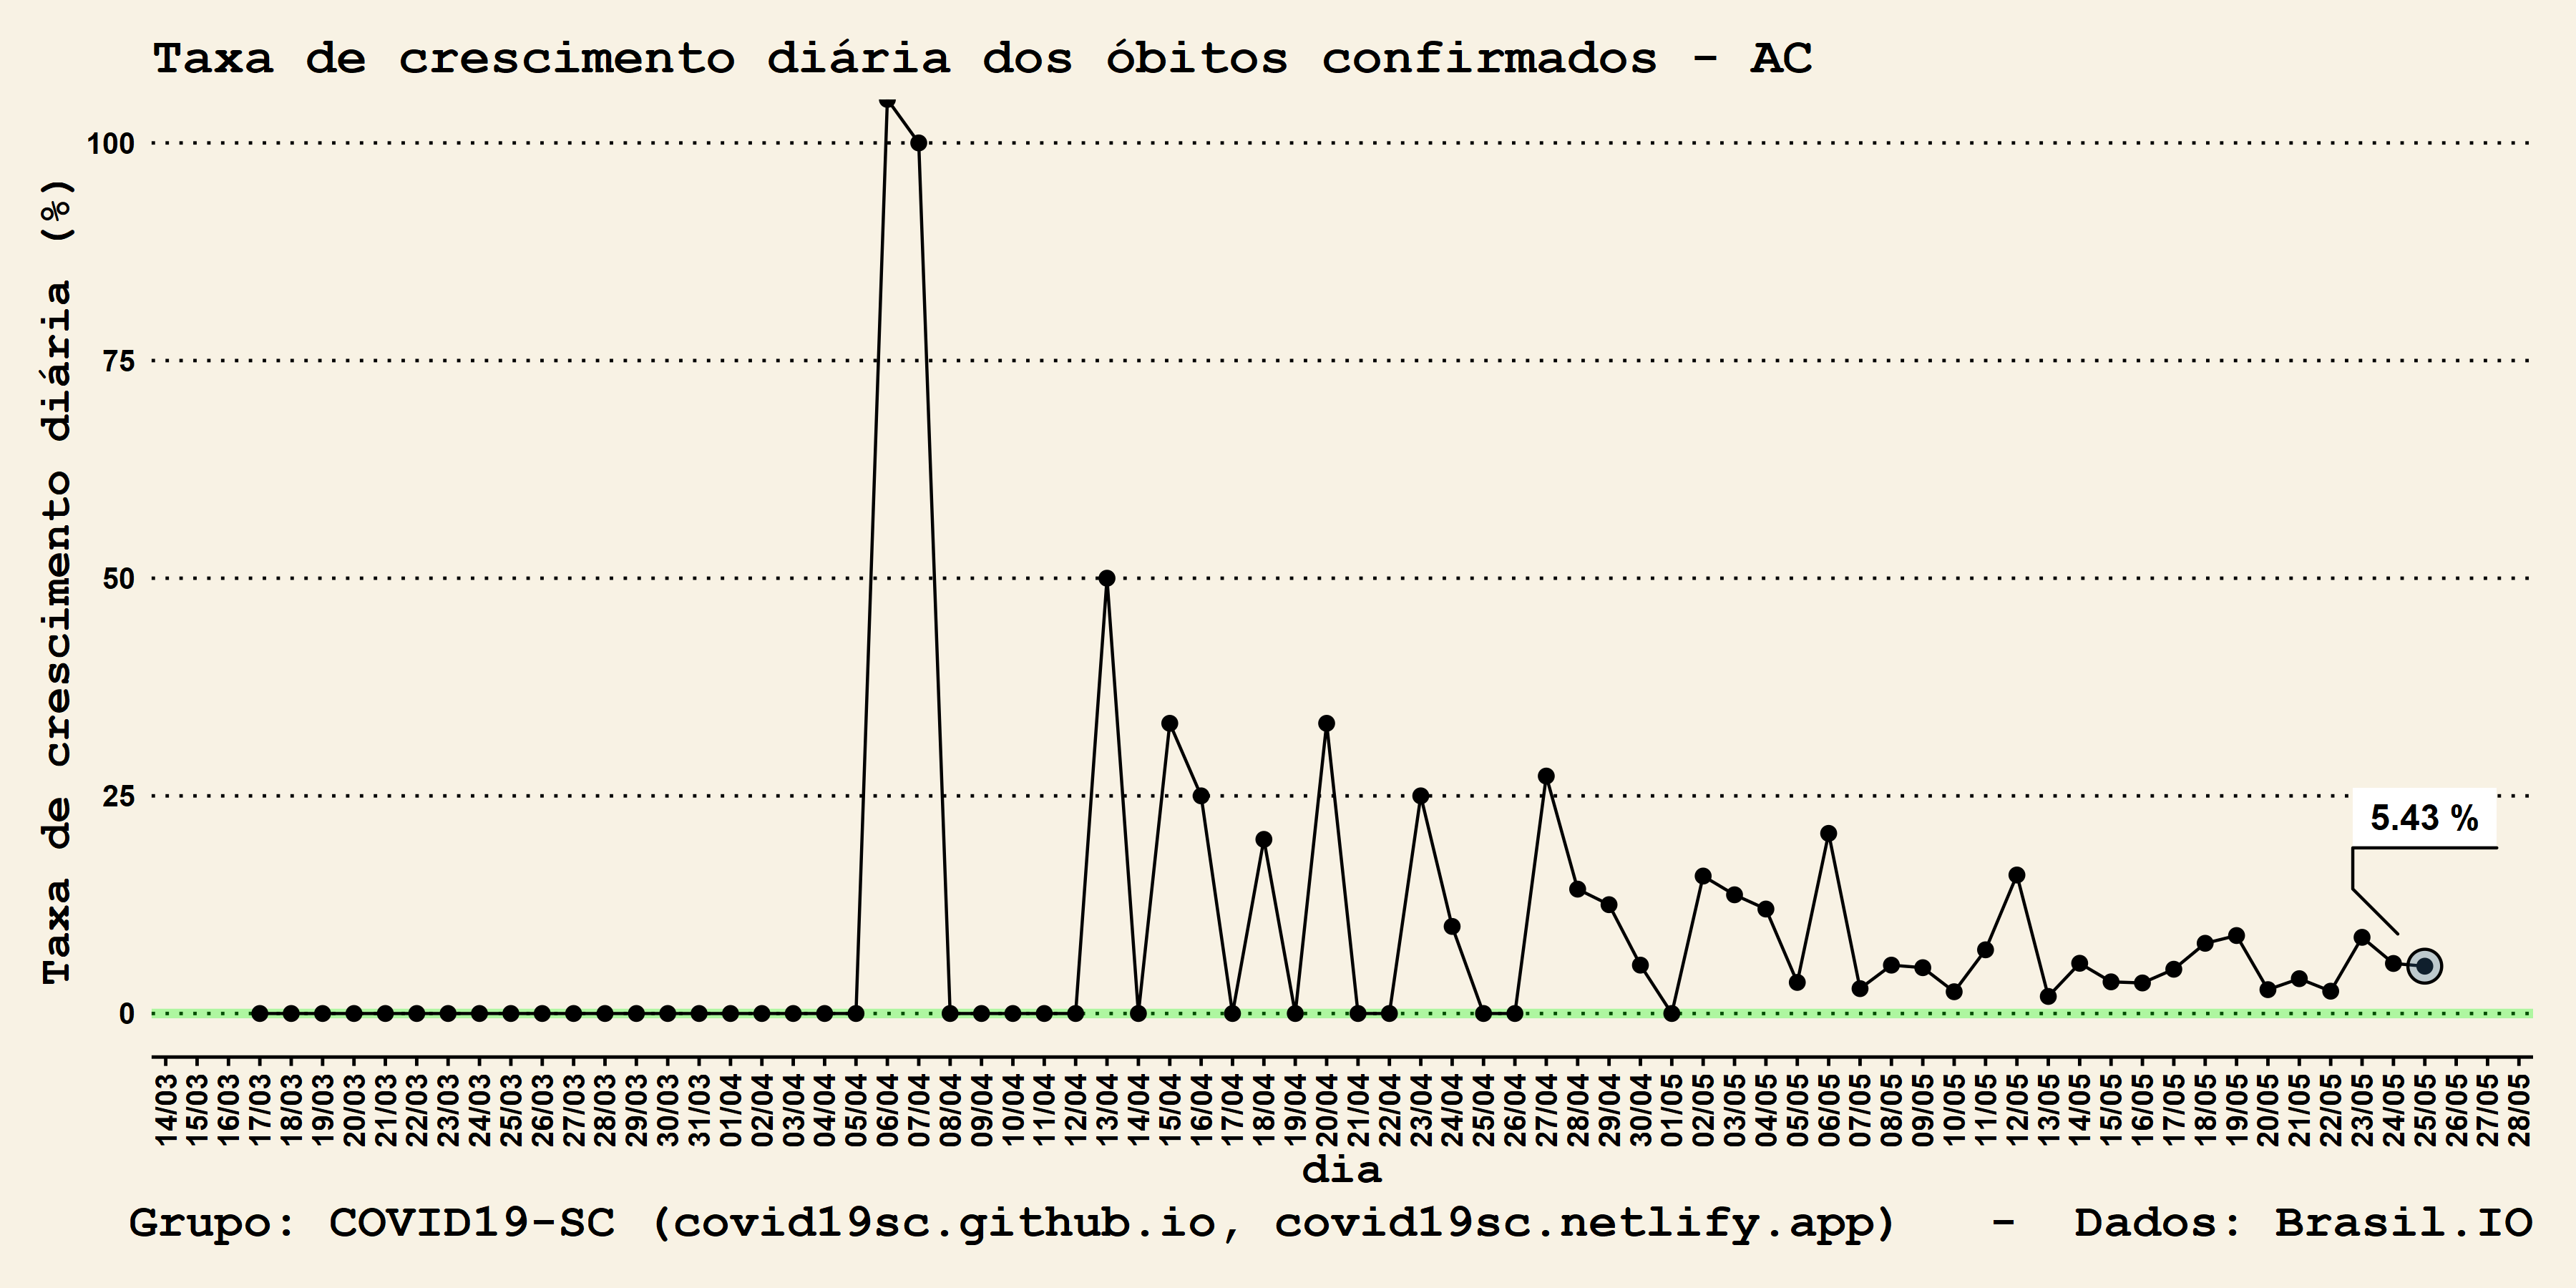 Taxa de crescimento diária dos óbitos confirmados - AC
Taxa de crescimento diária (%)
100
75
50
25
0
5.43 %
14/03 15/03 16/03 17/03 18/03 19/03 20/03 21/03 22/03 23/03 24/03 25/03 26/03 27/03 28/03 29/03 30/03 31/03 01/04 02/04 03/04 04/04 05/04 06/04 07/04 08/04 09/04 10/04 11/04 12/04 13/04 14/04 15/04 16/04 17/04 18/04 19/04 20/04 21/04 22/04 23/04 24/04 25/04 26/04 27/04 28/04 29/04 30/04 01/05 02/05 03/05 04/05 05/05 06/05 07/05 08/05 09/05 10/05 11/05 12/05 13/05 14/05 15/05 16/05 17/05 18/05 19/05 20/05 21/05 22/05 23/05 24/05 25/05 26/05 27/05 28/05
dia
Grupo: COVID19-SC (covid19sc.github.io, covid19sc.netlify.app) - Dados: Brasil.IO